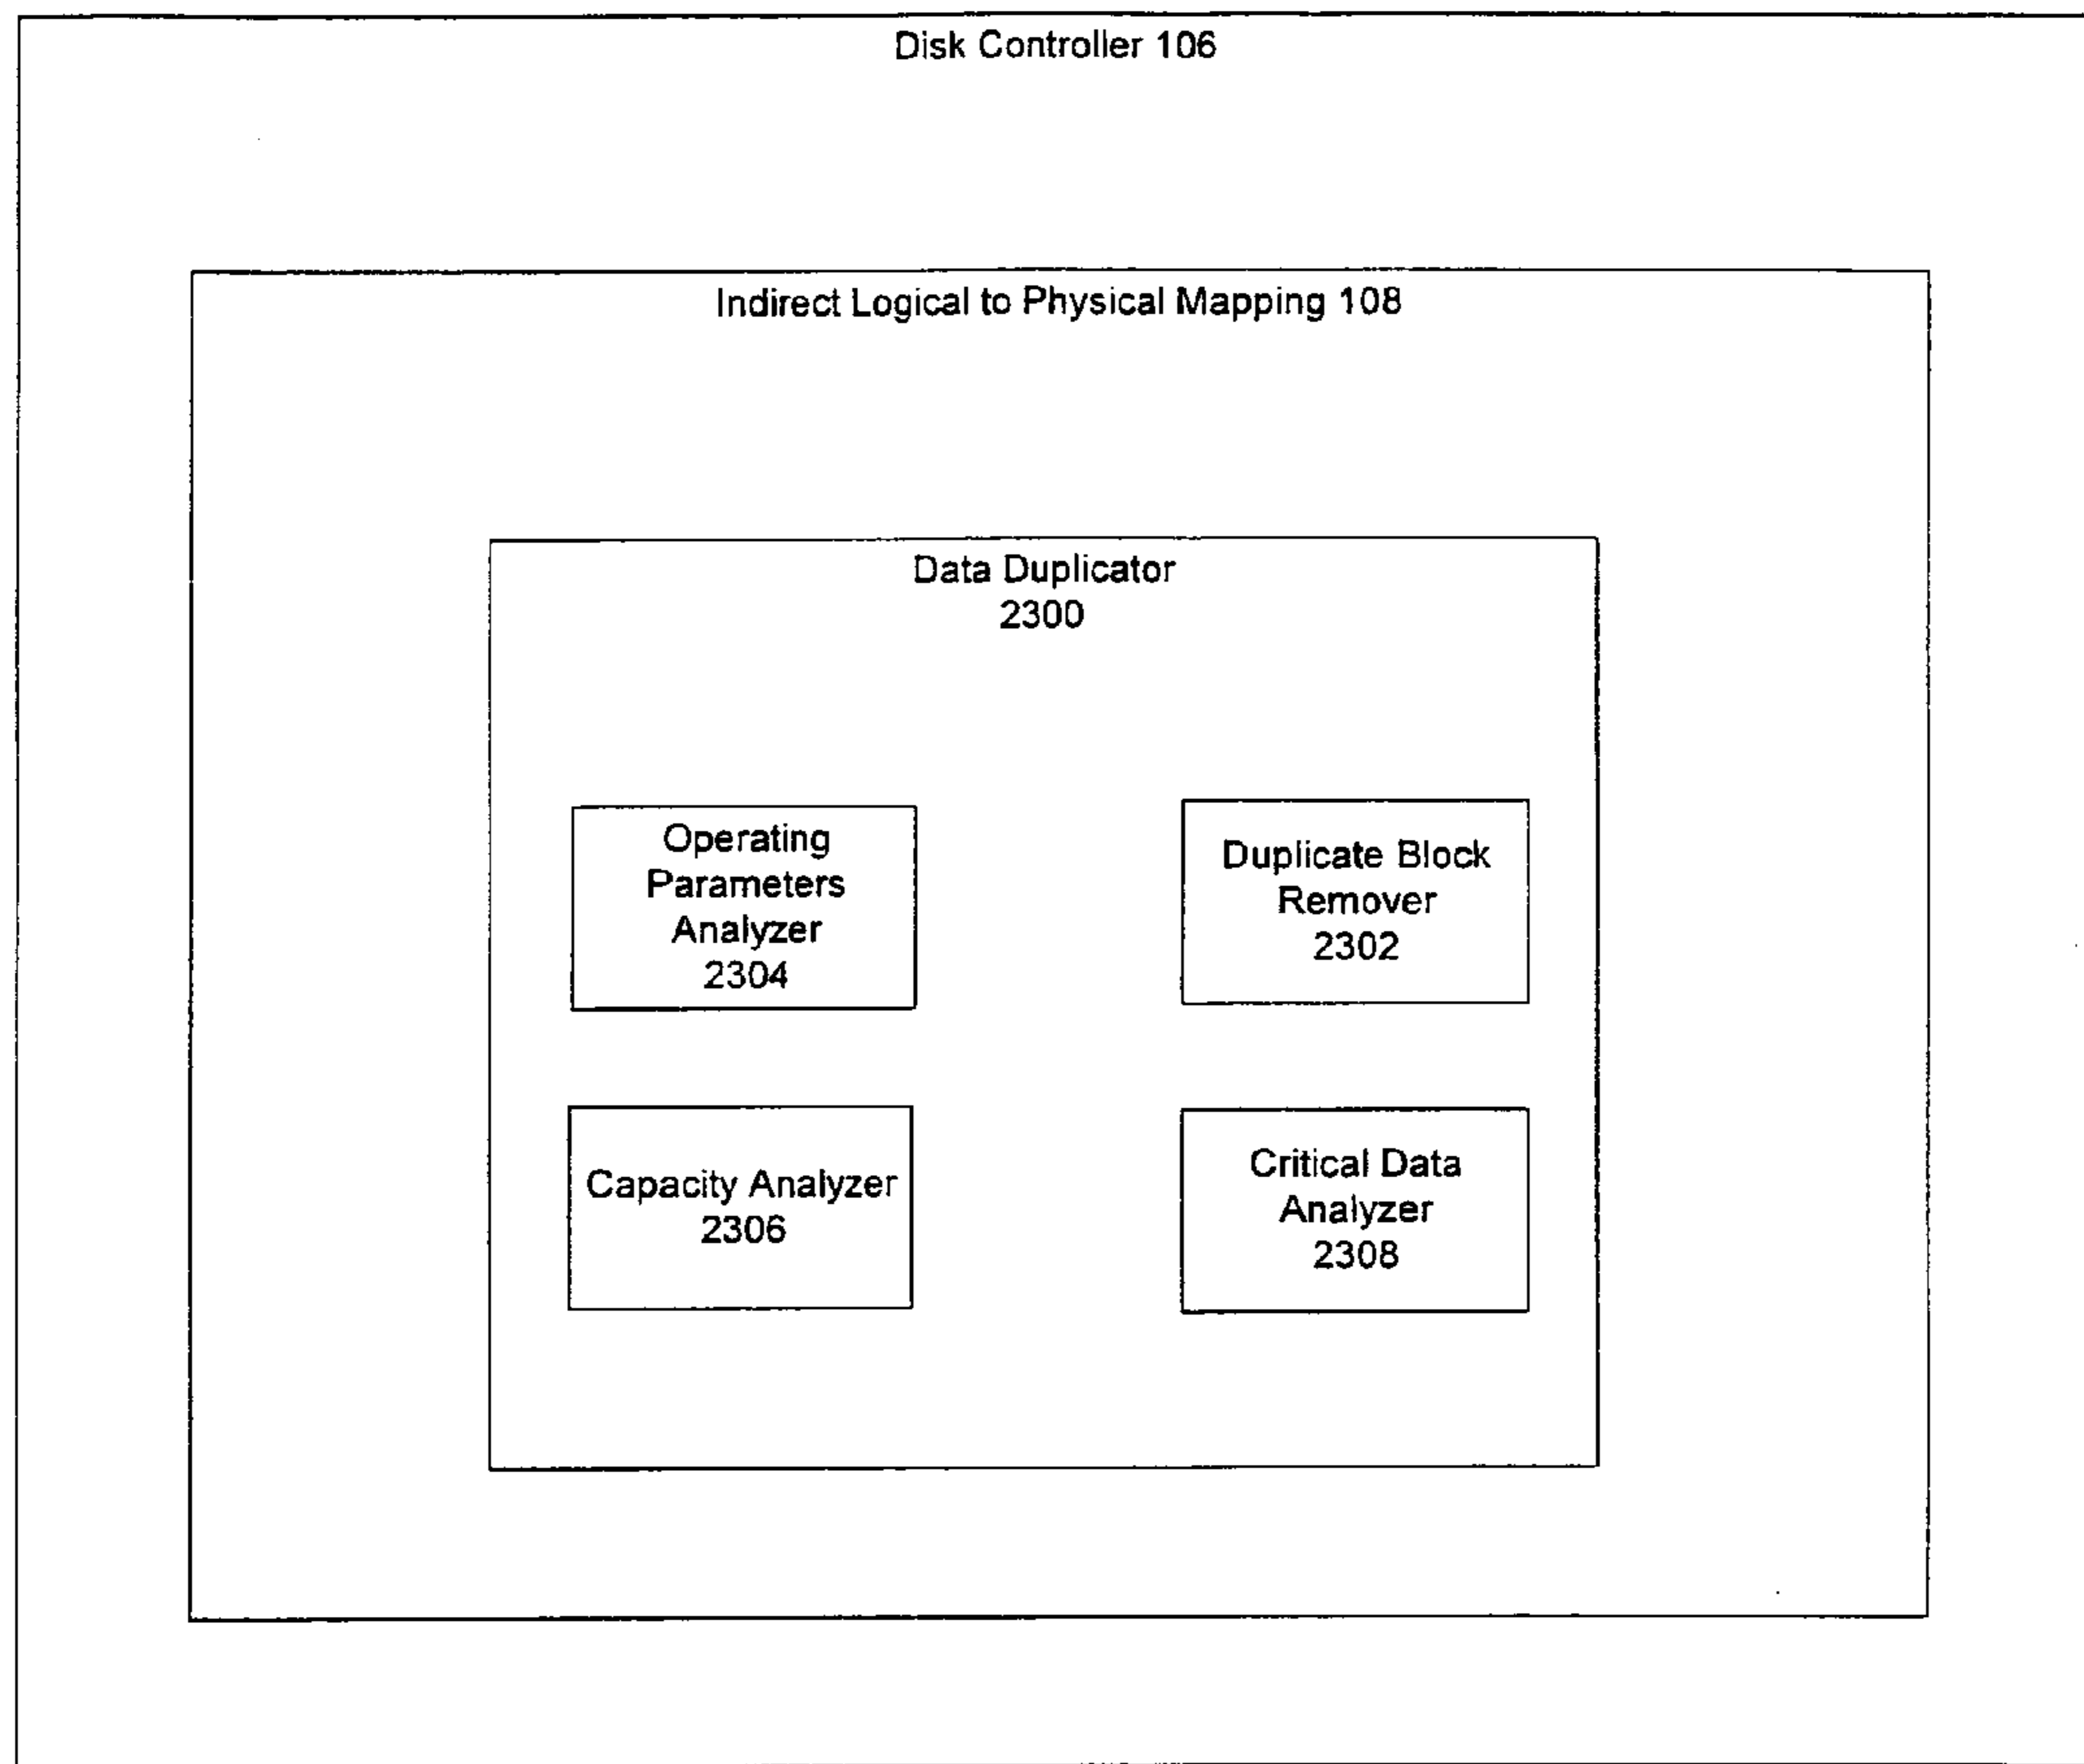 Disk Controller 106
Indirect Logical to Physical Mapping 108
Data Duplicator
2300
Operating
Parameters
Analyzer
2304
Duplicate Block
Remover
2302
Capacity Analyzer
2306
Critical Data
Analyzer
2308